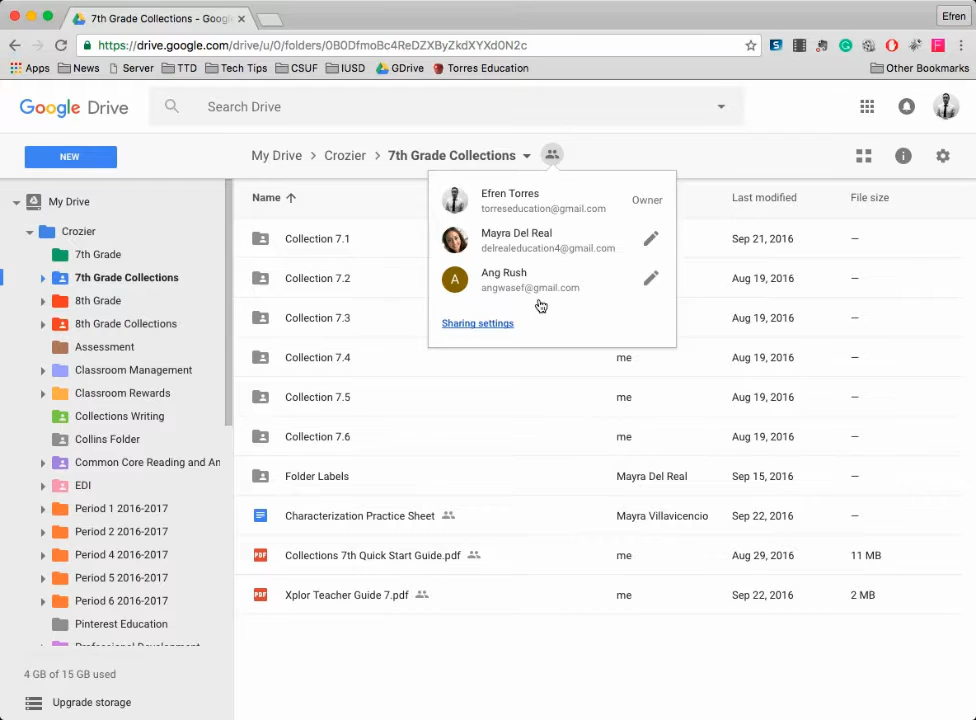 7th Grade Collections - Googl
Efren
https://drive.google.com/drive/u/0/folders/0B0DfmoBc4ReDZXByZkdXYXd0N2c
Apps News Server TTD Tech Tips CSUF IUSD GDrive Torres Education Other Bookmarks
Google Drive
Search Drive
NEW
My Drive > Crozier > 7th Grade Collections
My Drive
Crozier
7th Grade
7th Grade Collections
8th Grade
8th Grade Collections
Assessment
Classroom Management
Classroom Rewards
Collections Writing
Collins Folder
Common Core Reading and An
EDI
Period 1 2016-2017
Period 2 2016-2017
Period 4 2016-2017
Period 5 2016-2017
Period 6 2016-2017
Pinterest Education
Professional Development
4 GB of 15 GB used
Upgrade storage
Name Last modified File size
Collection 7.1 Sep 21, 2016 –
Collection 7.2 Aug 19, 2016 –
Collection 7.3 Aug 19, 2016 –
Collection 7.4 me Aug 19, 2016 –
Collection 7.5 me Aug 19, 2016 –
Collection 7.6 me Aug 19, 2016 –
Folder Labels Mayra Del Real Sep 15, 2016 –
Characterization Practice Sheet Mayra Villavicencio Sep 22, 2016 –
PDF Collections 7th Quick Start Guide.pdf me Aug 29, 2016 11 MB
PDF Xplor Teacher Guide 7.pdf me Sep 22, 2016 2 MB
Efren Torres
torreseducation@gmail.com
Owner
Mayra Del Real
delrealeducation4@gmail.com
A
Ang Rush
angwasef@gmail.com
Sharing settings